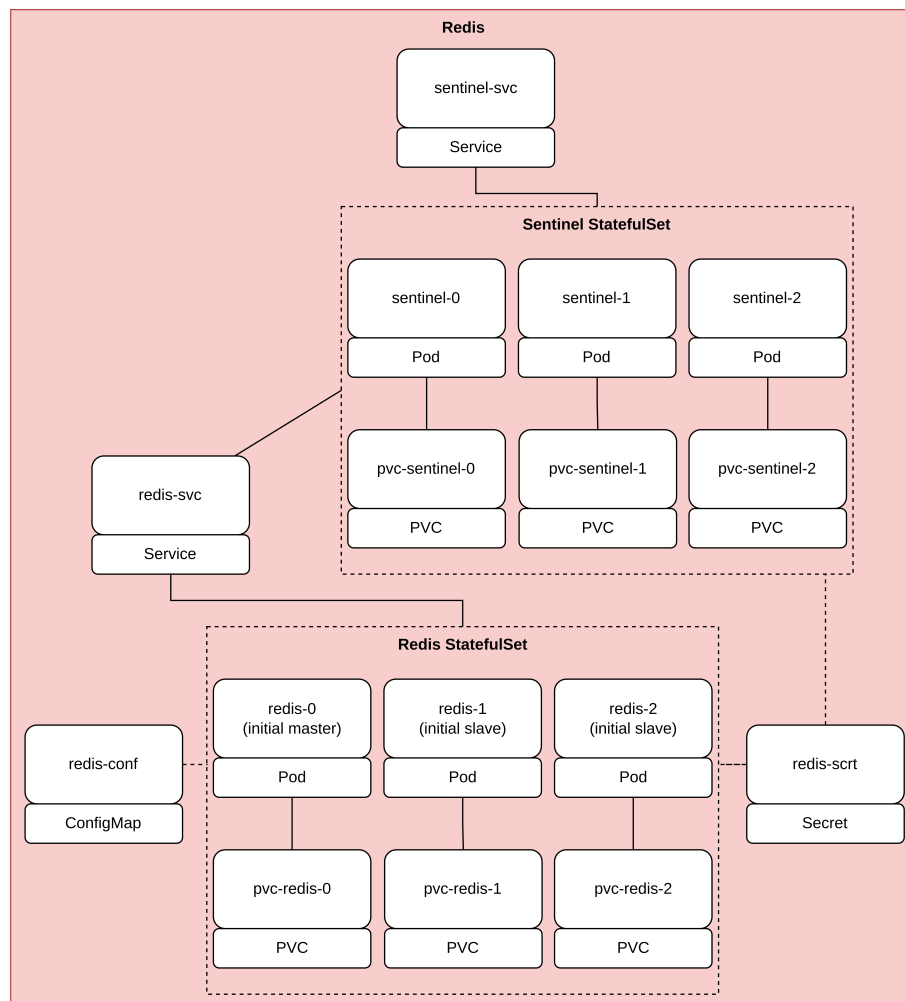 Redis
sentinel-svc
Service
Sentinel StatefulSet
sentinel-0
sentinel-1
sentinel-2
Pod
Pod
Pod
pvc-sentinel-0
pvc-sentinel-1
pvc-sentinel-2
PVC
PVC
PVC
redis-svc
Service
Redis StatefulSet
redis-0
(initial master)
redis-1
(initial slave)
redis-2
(initial slave)
Pod
Pod
Pod
redis-conf
ConfigMap
redis-scrt
Secret
pvc-redis-0
pvc-redis-1
pvc-redis-2
PVC
PVC
PVC